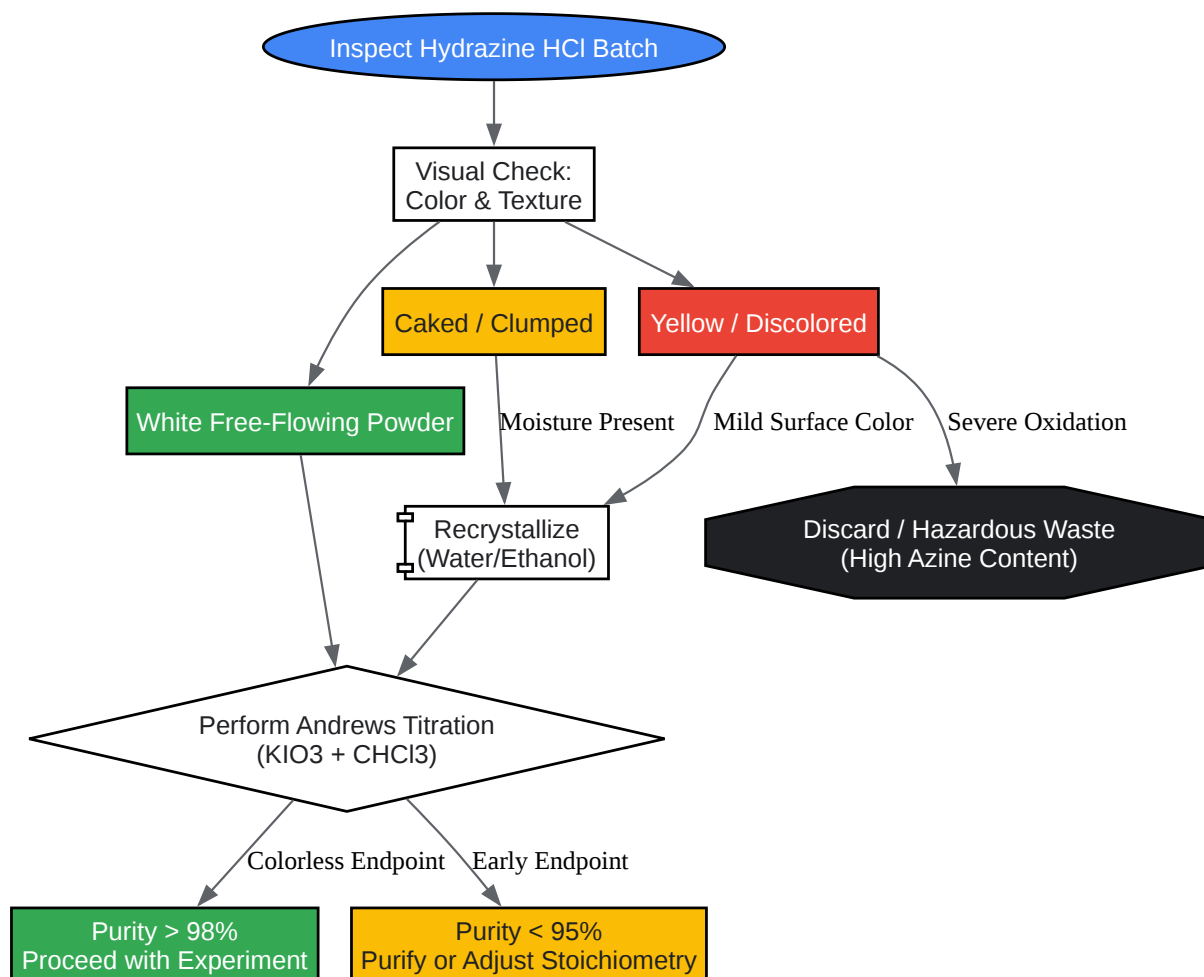 Inspect Hydrazine HCl Batch
Visual Check:
Color & Texture
Caked / Clumped
Yellow / Discolored
White Free-Flowing Powder
Moisture Present
Mild Surface Color
Severe Oxidation
Recrystallize
(Water/Ethanol)
Discard / Hazardous Waste
(High Azine Content)
Perform Andrews Titration
(KIO3 + CHCl3)
Colorless Endpoint
Early Endpoint
Purity > 98%
Proceed with Experiment
Purity < 95%
Purify or Adjust Stoichiometry